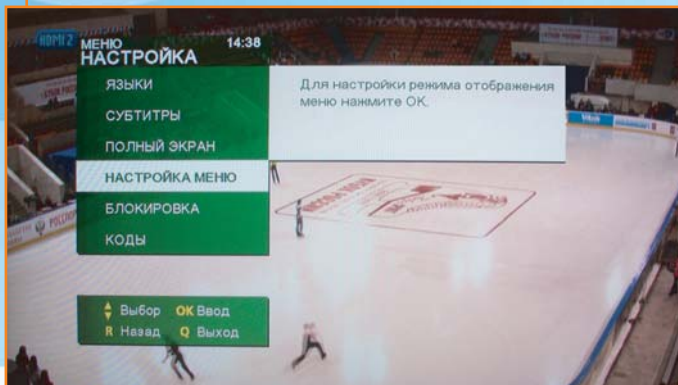 HDMI 2
МЕНЮ 14:38
НАСТРОЙКА
ЯЗЫКИ
СУБТИТРЫ
ПОЛНЫЙ ЭКРАН
НАСТРОЙКА МЕНЮ
БЛОКИРОВКА
КОДЫ
Для настройки режима отображения
меню нажмите ОК.
Выбор ОК Ввод
R Назад Q Выход